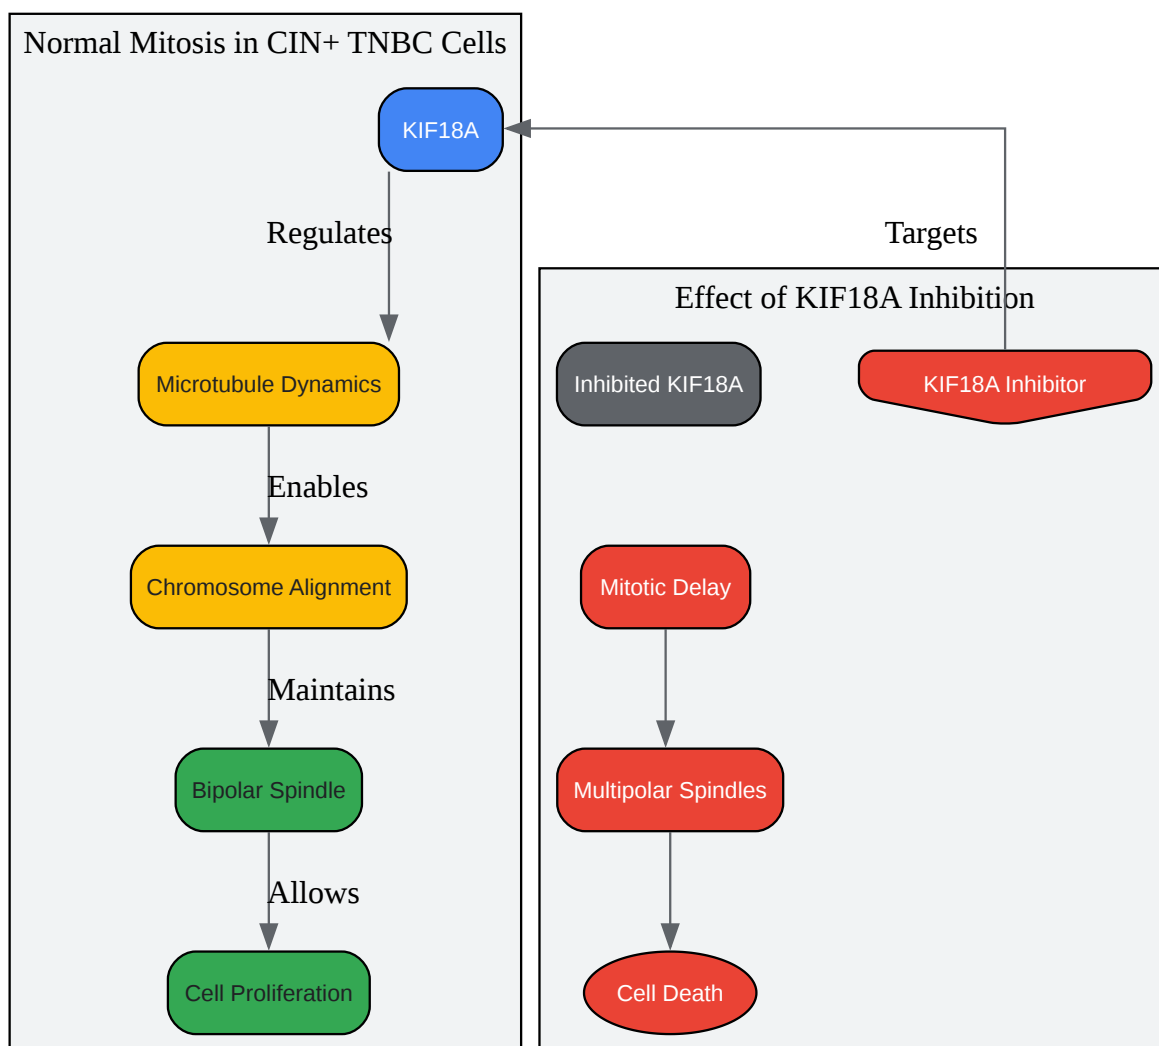 Normal Mitosis in CIN+ TNBC Cells
KIF18A
Regulates
Microtubule Dynamics
Enables
Chromosome Alignment
Maintains
Bipolar Spindle
Allows
Cell Proliferation
Targets
Effect of KIF18A Inhibition
Inhibited KIF18A
KIF18A Inhibitor
Mitotic Delay
Multipolar Spindles
Cell Death